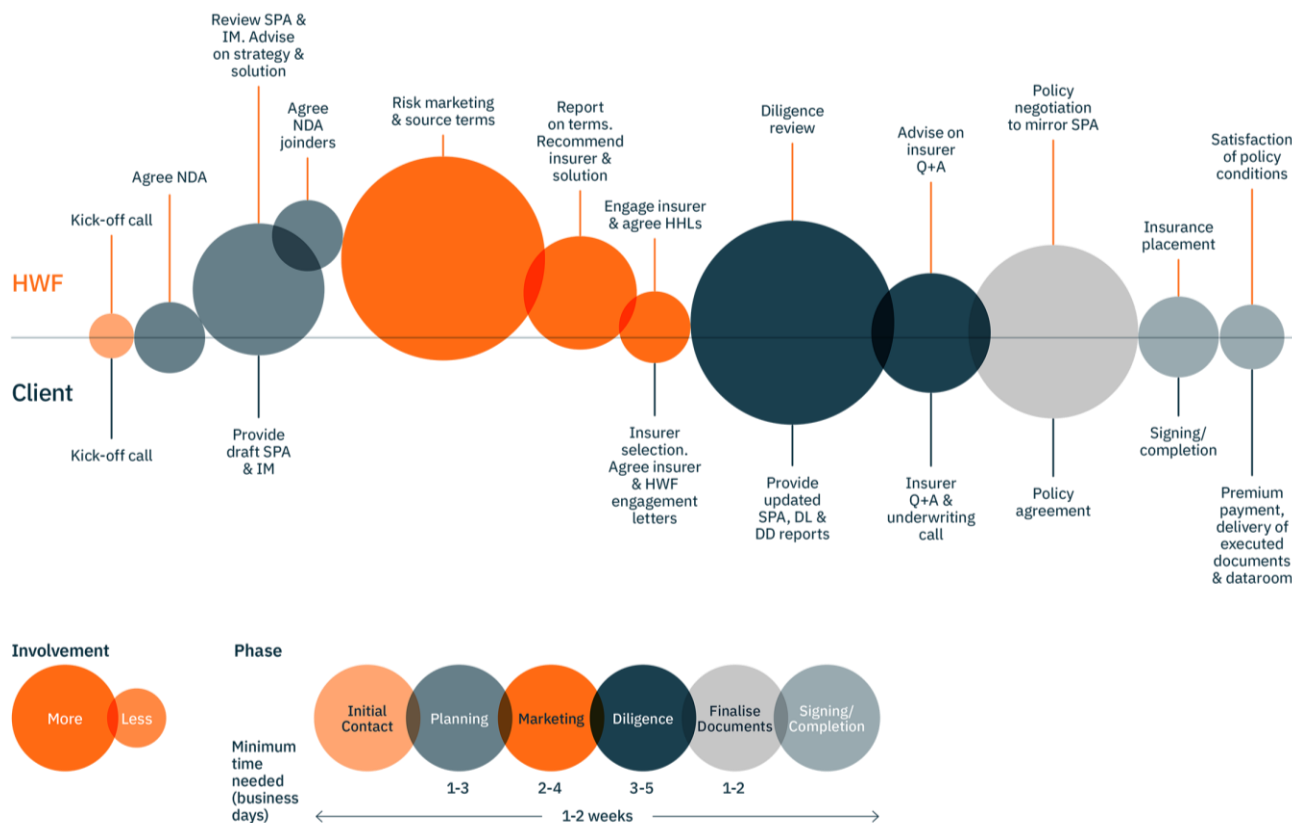 Review SPA &
IM. Advise
on strategy &
solution
Agree
NDA
joinders
Risk marketing
& source terms
Report
on terms.
Recommend
insurer &
solution
Diligence
review
Advise on
insurer
Q+A
Policy
negotiation
to mirror SPA
Satisfaction
of policy
conditions
Agree NDA
Kick-off call
Engage insurer
& agree HHLs
Insurance
placement
HWF
Client
Kick-off call
Provide
draft SPA
& IM
Insurer
selection.
Agree insurer
& HWF
engagement
letters
Provide
updated
SPA, DL &
DD reports
Insurer
Q+A &
underwriting
call
Policy
agreement
Signing/
completion
Premium
payment,
delivery of
executed
documents
& dataroom
Involvement
More
Less
Phase
Initial
Contact
Planning
Marketing
Diligence
Finalise
Documents
Signing/
Completion
Minimum
time
needed
(business
days)
1-3
2-4
3-5
1-2
1-2 weeks